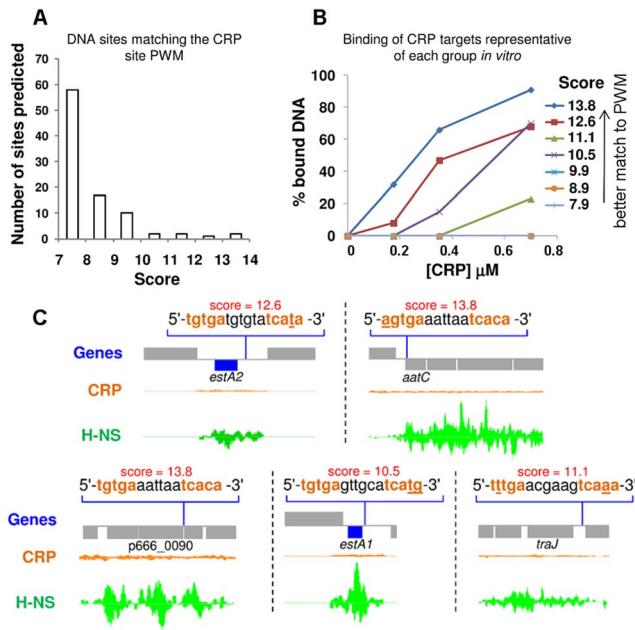 A
DNA sites matching the CRP
site PWM
Number of sites predicted
70
60
50
40
30
20
10
0
7 8 9 10 11 12 13 14
Score
B
Binding of CRP targets representative
of each group in vitro
% bound DNA
100
80
60
40
20
0
0.0 0.2 0.4 0.6 0.8
[CRP] µM
Score
13.8
12.6
11.1
10.5
9.9
8.9
7.9
better match to PWM
C
score = 12.6
5'-tgtgatgtgtatcata -3'
Genes
estA2
CRP
H-NS
score = 13.8
5'-agtgaaattaatcaca -3'
aatC
score = 13.8
5'-tgtgaaattaatcaca -3'
Genes
p666_0090
CRP
H-NS
score = 10.5
5'-tgtgagttgcatcatg -3'
estA1
score = 11.1
5'-tttgaacgaagtcaaa -3'
traJ